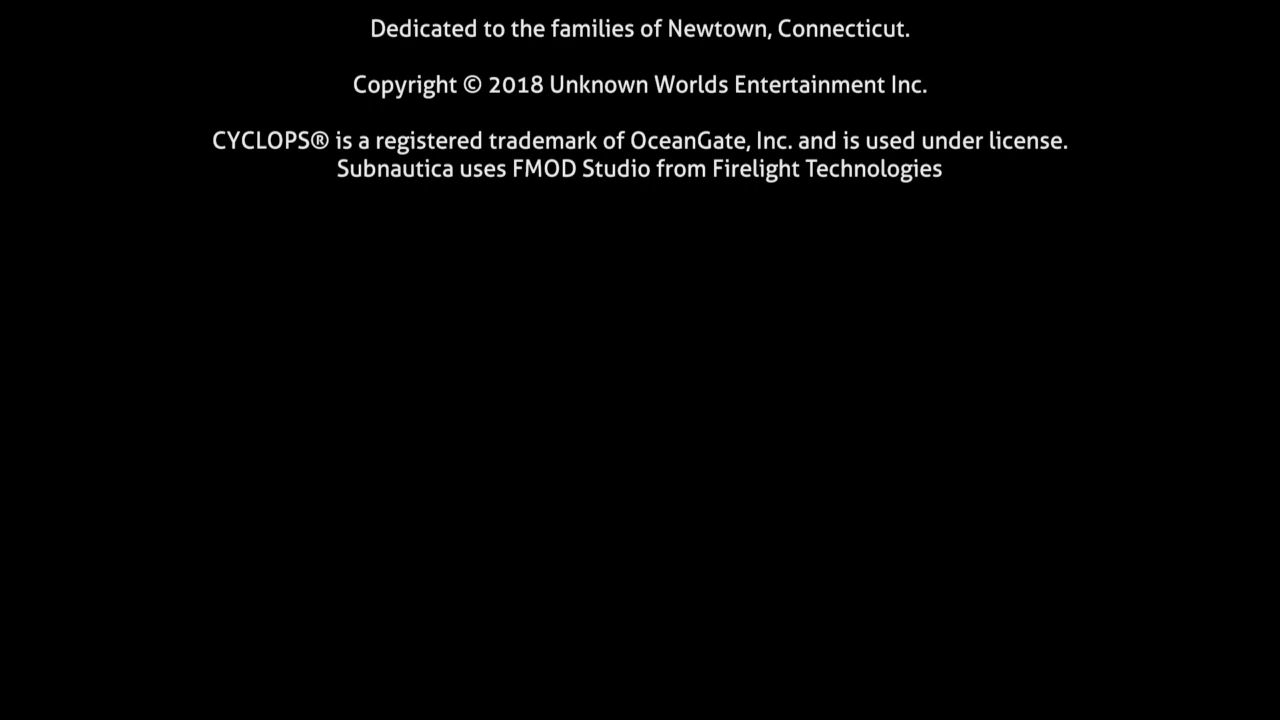 Dedicated to the families of Newtown, Connecticut.
Copyright © 2018 Unknown Worlds Entertainment Inc.
CYCLOPS® is a registered trademark of OceanGate, Inc. and is used under license.
Subnautica uses FMOD Studio from Firelight Technologies